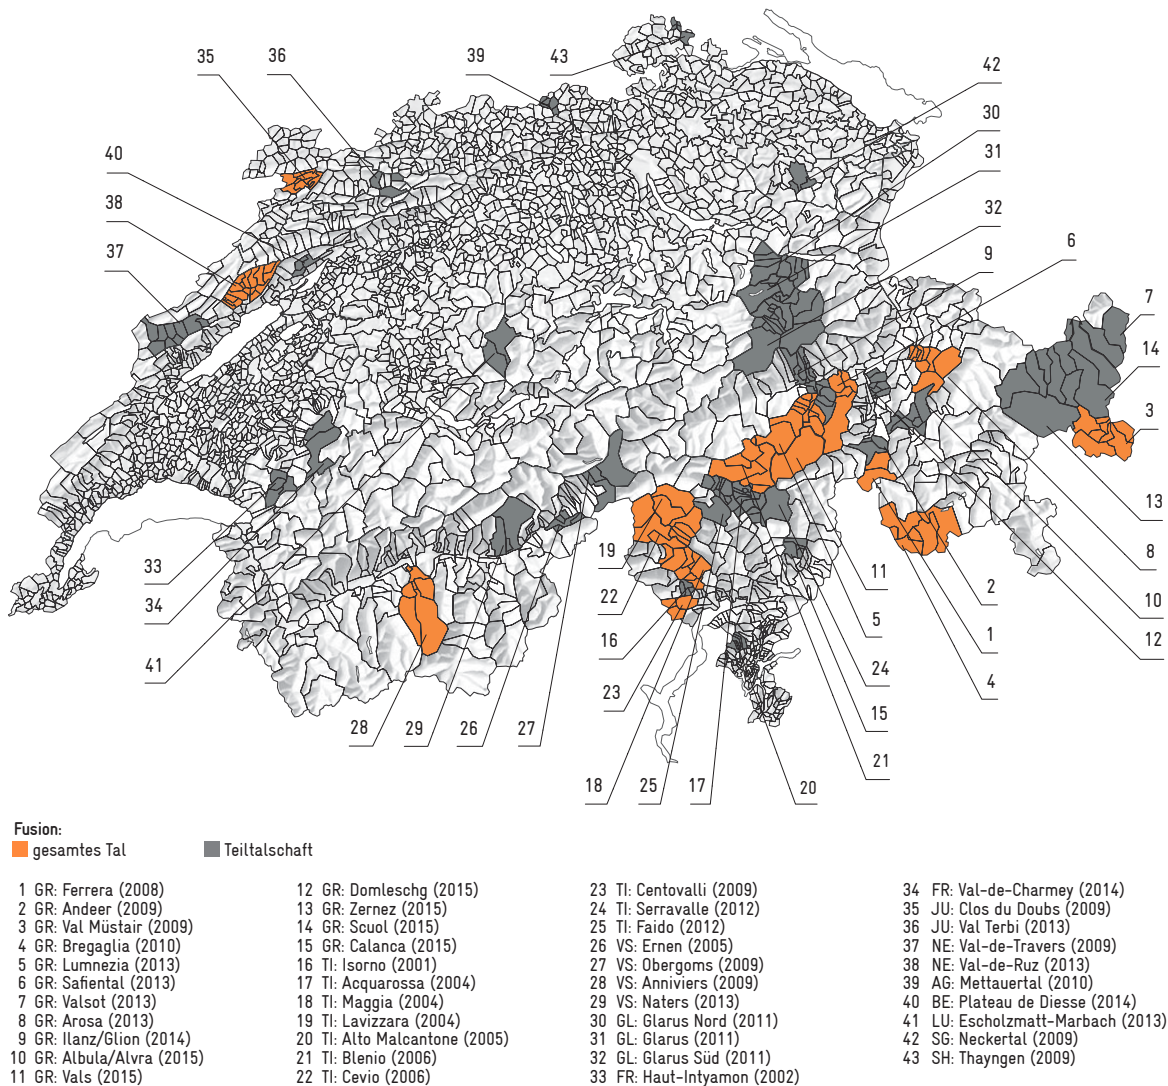 43
39
36
35
42
30
31
40
32
38
9
6
37
7
14
3
13
8
10
12
2
1
4
11
5
24
15
21
20
17
25
18
19
22
16
23
33
34
41
28
29
26
27
Fusion:
gesamtes Tal
Teiltalschaft
1 GR: Ferrera (2008)
2 GR: Andeer (2009)
3 GR: Val Müstair (2009)
4 GR: Bregaglia (2010)
5 GR: Lumnezia (2013)
6 GR: Safiental (2013)
7 GR: Valsot (2013)
8 GR: Arosa (2013)
9 GR: Ilanz/Glion (2014)
10 GR: Albula/Alvra (2015)
11 GR: Vals (2015)
12 GR: Domleschg (2015)
13 GR: Zernez (2015)
14 GR: Scuol (2015)
15 GR: Calanca (2015)
16 TI: Isorno (2001)
17 TI: Acquarossa (2004)
18 TI: Maggia (2004)
19 TI: Lavizzara (2004)
20 TI: Alto Malcantone (2005)
21 TI: Blenio (2006)
22 TI: Cevio (2006)
23 TI: Centovalli (2009)
24 TI: Serravalle (2012)
25 TI: Faido (2012)
26 VS: Ernen (2005)
27 VS: Obergoms (2009)
28 VS: Anniviers (2009)
29 VS: Naters (2013)
30 GL: Glarus Nord (2011)
31 GL: Glarus (2011)
32 GL: Glarus Süd (2011)
33 FR: Haut-Intyamon (2002)
34 FR: Val-de-Charmey (2014)
35 JU: Clos du Doubs (2009)
36 JU: Val Terbi (2013)
37 NE: Val-de-Travers (2009)
38 NE: Val-de-Ruz (2013)
39 AG: Mettauertal (2010)
40 BE: Plateau de Diesse (2014)
41 LU: Escholzmatt-Marbach (2013)
42 SG: Neckertal (2009)
43 SH: Thayngen (2009)